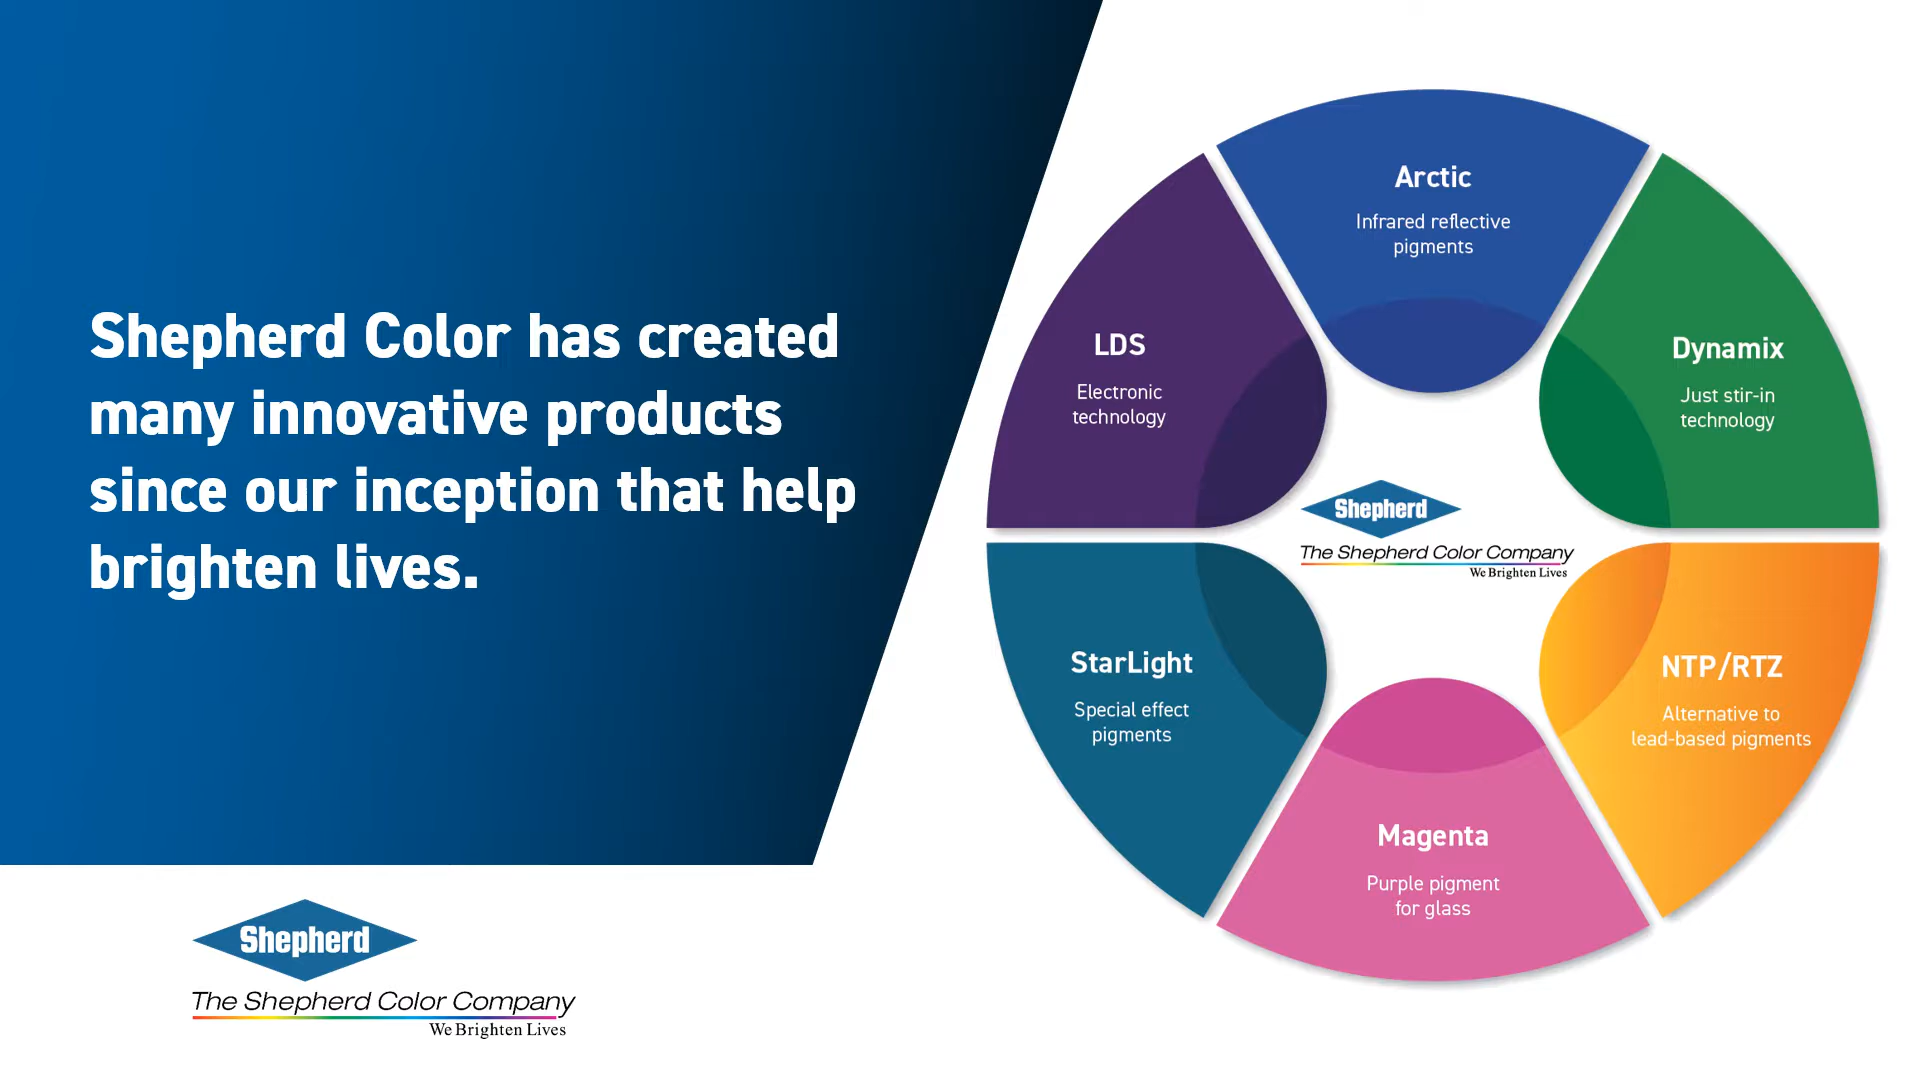 Shepherd Color has created
many innovative products
since our inception that help
brighten lives.
Shepherd
The Shepherd Color Company
We Brighten Lives
Arctic
Infrared reflective
pigments
Dynamix
Just stir-in
technology
NTP/RTZ
Alternative to
lead-based pigments
Magenta
Purple pigment
for glass
StarLight
Special effect
pigments
LDS
Electronic
technology
Shepherd
The Shepherd Color Company
We Brighten Lives